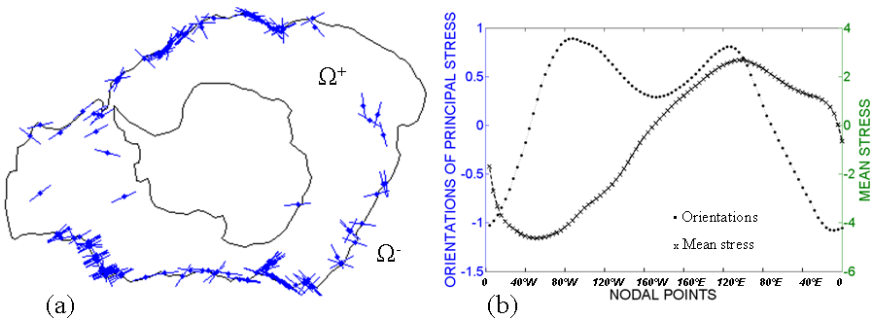 Ω⁺
Ω⁻
(a)
ORIENTATIONS OF PRINCIPAL STRESS
1
0.5
0
-0.5
-1
-1.5
4
2
0
-2
-4
-6
MEAN STRESS
Orientations
Mean stress
0 40°W 80°W 120°W 160°W 160°W 120°E 80°E 40°E 0
NODAL POINTS
(b)